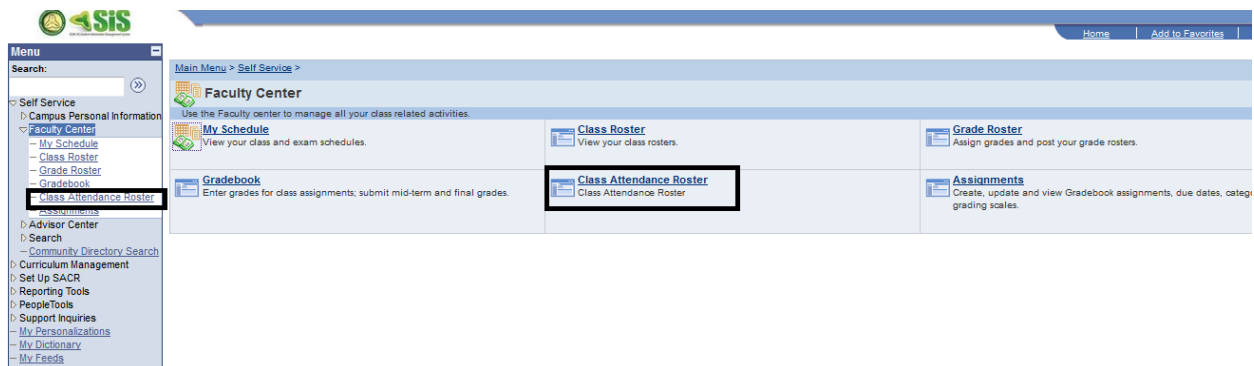 SiS
Home
Add to Favorites
Menu
Search:
Main Menu > Self Service >
Self Service
Campus Personal Information
Faculty Center
My Schedule
Class Roster
Grade Roster
Gradebook
Class Attendance Roster
Assignments
Advisor Center
Search
Community Directory Search
Curriculum Management
Set Up SACR
Reporting Tools
PeopleTools
Support Inquiries
My Personalizations
My Dictionary
My Feeds
Faculty Center
Use the Faculty center to manage all your class related activities.
My Schedule
View your class and exam schedules.
Class Roster
View your class rosters.
Grade Roster
Assign grades and post your grade rosters.
Gradebook
Enter grades for class assignments; submit mid-term and final grades.
Class Attendance Roster
Class Attendance Roster
Assignments
Create, update and view Gradebook assignments, due dates,
grading scales.